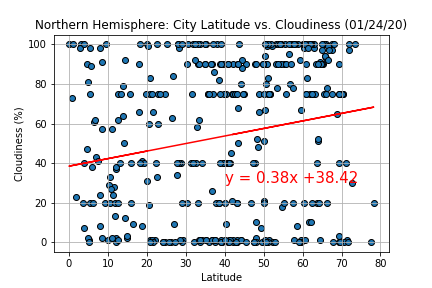 Northern Hemisphere: City Latitude vs. Cloudiness (01/24/20)
100
80
60
40
20
0
Cloudiness (%)
y = 0.38x +38.42
0 10 20 30 40 50 60 70 80
Latitude